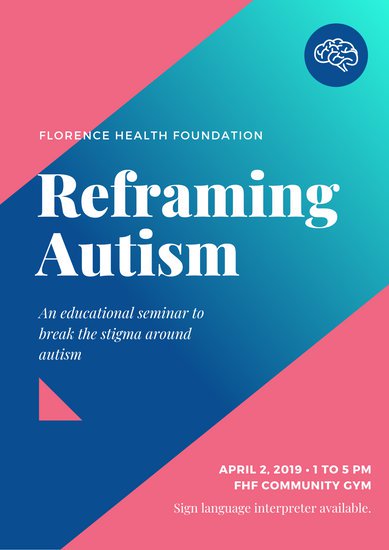 FLORENCE HEALTH FOUNDATION
Reframing
Autism
An educational seminar to
break the stigma around
autism
APRIL 2, 2019 • 1 TO 5 PM
FHF COMMUNITY GYM
Sign language interpreter available.